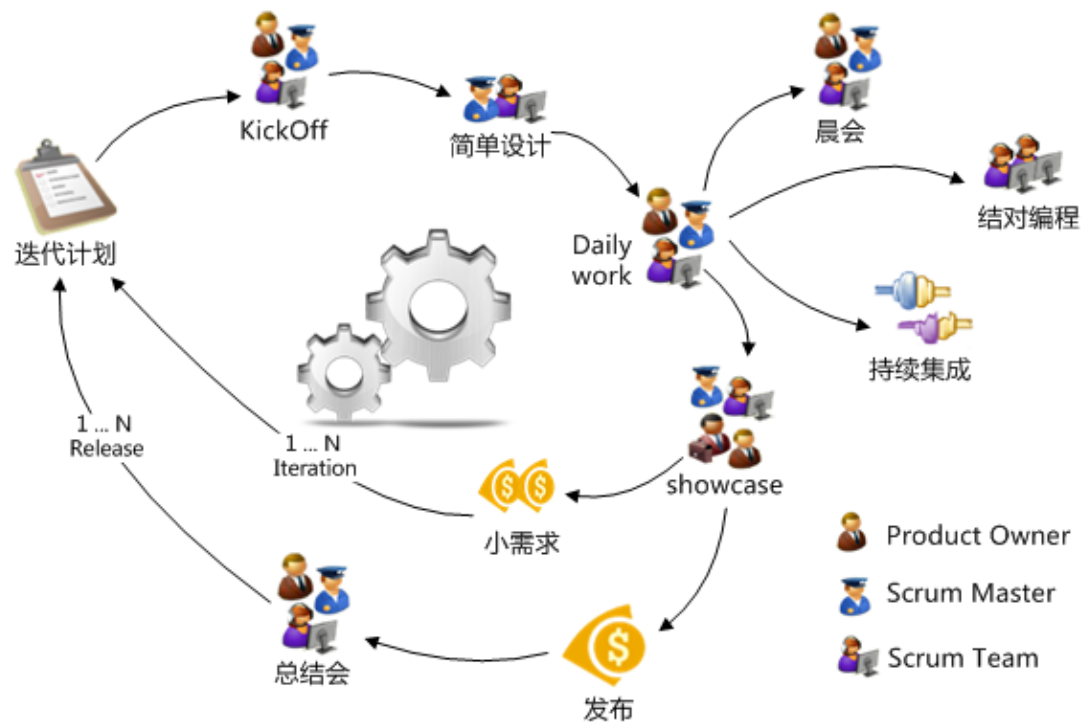 KickOff
简单设计
晨会
结对编程
迭代计划
Daily
work
持续集成
1 ... N
Release
1 ... N
Iteration
showcase
小需求
Product Owner
Scrum Master
Scrum Team
总结会
发布